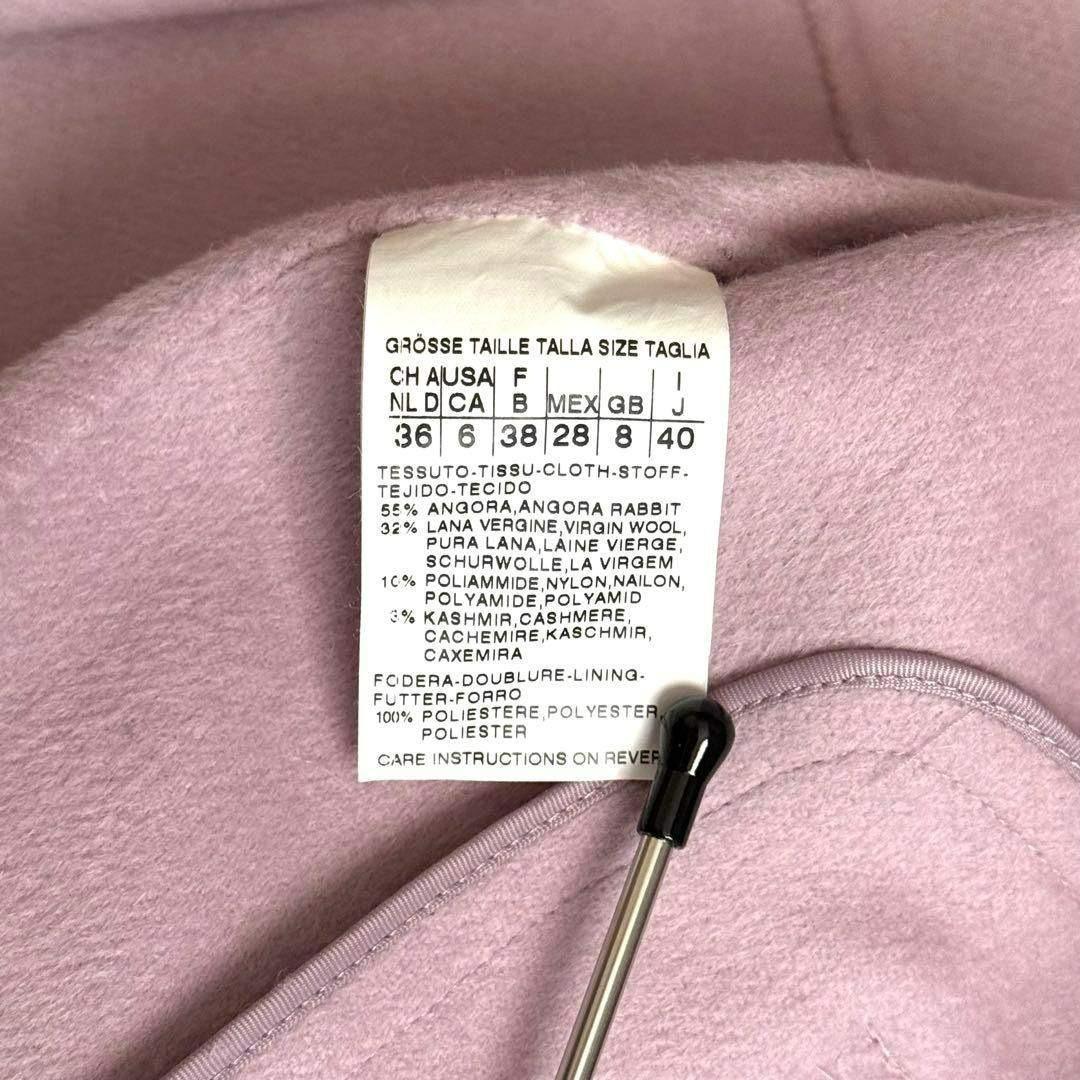 GRÖSSE TAILLE TALLA SIZE TAGLIA
CH A USA F I
NL D CA B MEX GB J
36 6 38 28 8 40
TESSUTO-TISSU-CLOTH-STOFF-
TEJIDO-TECIDO
55% ANGORA,ANGORA RABBIT
32% LANA VERGINE,VIRGIN WOOL,
PURA LANA,LAINE VIERGE,
SCHURWOLLE,LA VIRGEM
10% POLIAMMIDE,NYLON,NAILON,
POLYAMIDE,POLYAMID
3% KASHMIR,CASHMERE,
CACHEMIRE,KASCHMIR,
CAXEMIRA
FODERA-DOUBLURE-LINING-
FUTTER-FORRO
100% POLIESTERE,POLYESTER,
POLIESTER
CARE INSTRUCTIONS ON REVER